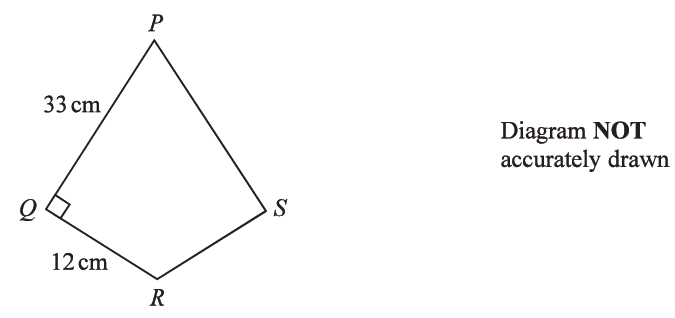 P
33 cm
Diagram NOT
accurately drawn
Q
S
12 cm
R